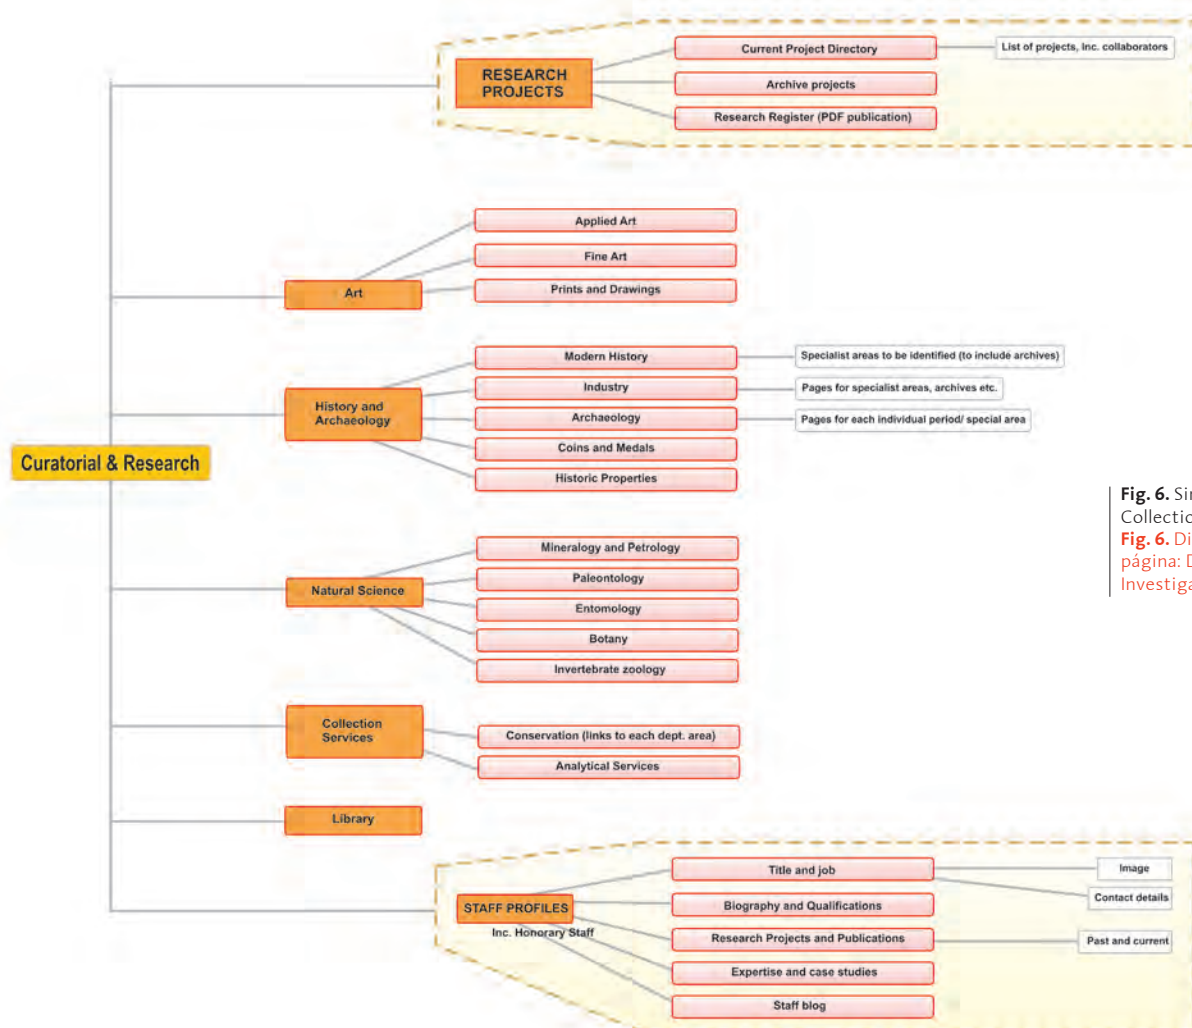 RESEARCH
PROJECTS
Current Project Directory
List of projects, Inc. collaborators
Archive projects
Research Register (PDF publication)
Art
Applied Art
Fine Art
Prints and Drawings
History and
Archaeology
Modern History
Specialist areas to be identified (to include archives)
Industry
Pages for specialist areas, archives etc.
Archaeology
Pages for each individual period/ special area
Coins and Medals
Historic Properties
Curatorial & Research
Natural Science
Mineralogy and Petrology
Paleontology
Entomology
Botany
Invertebrate zoology
Collection
Services
Conservation (links to each dept. area)
Analytical Services
Library
STAFF PROFILES
Inc. Honorary Staff
Title and job
Image
Contact details
Biography and Qualifications
Research Projects and Publications
Past and current
Expertise and case studies
Staff blog
Fig. 6.
Fig. 6.
página: